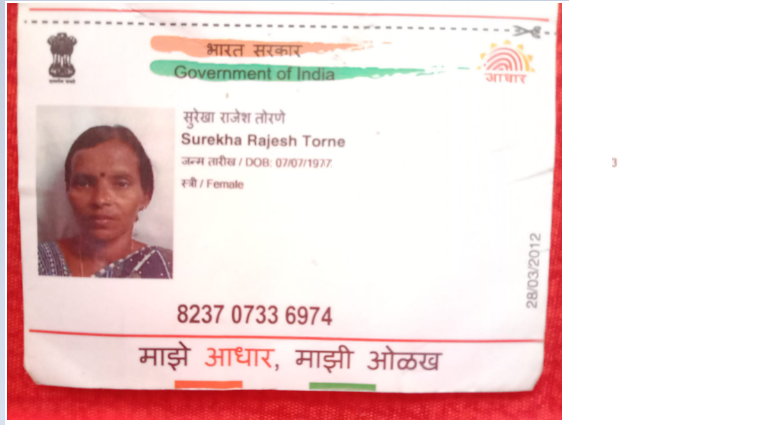 भारत सरकार
Government of India
आधार
सुरेखा राजेश तोरणे
Surekha Rajesh Torne
जन्म तारीख / DOB: 07/07/1977
स्त्री / Female
28/03/2012
8237 0733 6974
माझे आधार, माझी ओळख
3